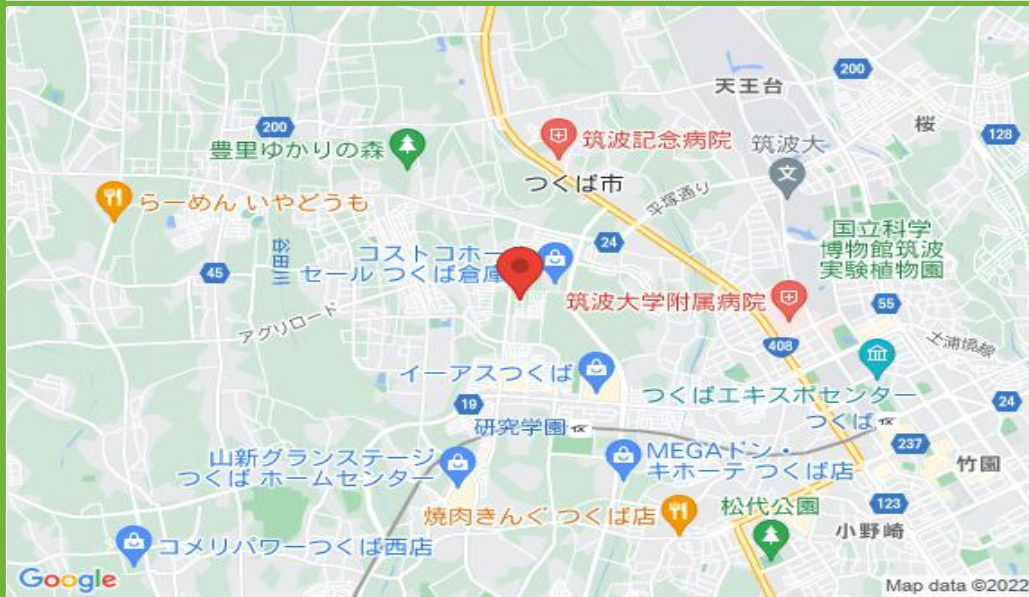 天王台
200
桜
128
200
豊里ゆかりの森
筑波記念病院
筑波大
文
つくば市
平塚通り
らーめん いやどうも
谷田川
24
国立科学
博物館筑波
実験植物園
コストコホー
セール つくば倉庫
45
アグリロード
筑波大学附属病院
55
408
土浦境線
イーアスつくば
つくばエキスポセンター
19
24
研究学園
つくば
237
山新グランステージ
つくば ホームセンター
MEGAドン・
キホーテ つくば店
竹園
焼肉きんぐ つくば店
松代公園
123
小野崎
コメリパワーつくば西店
Google
Map data ©2022